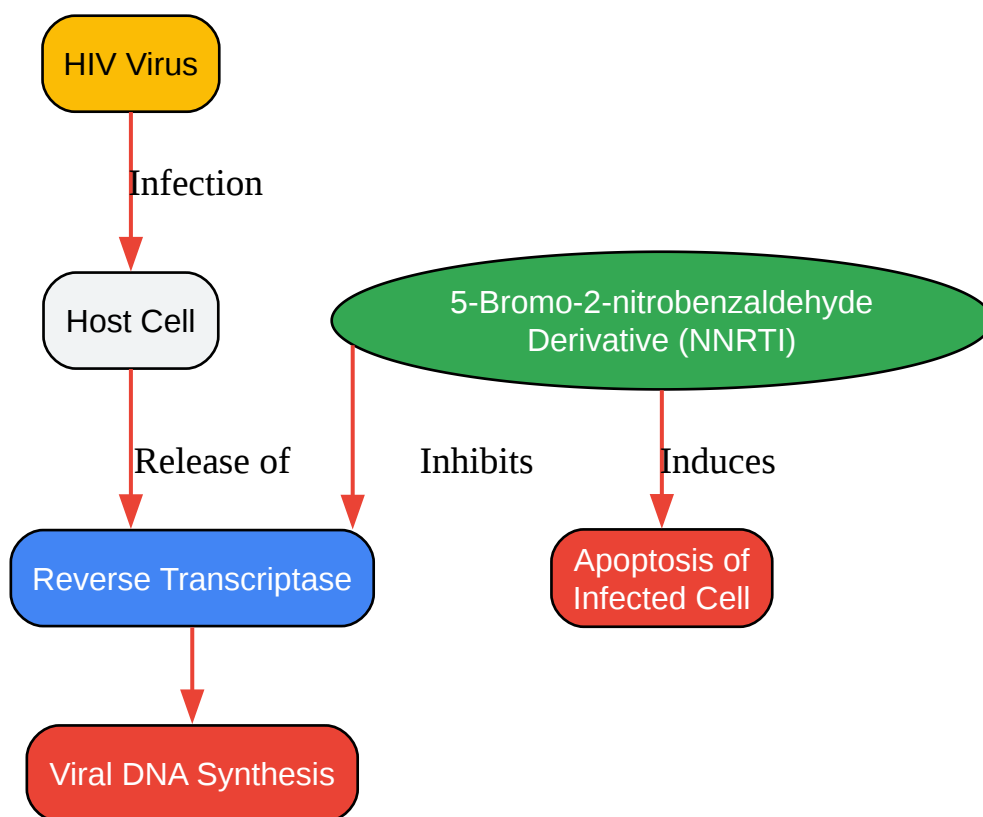 HIV Virus
Infection
Host Cell
5-Bromo-2-nitrobenzaldehyde
Derivative (NNRTI)
Release of
Inhibits
Induces
Reverse Transcriptase
Apoptosis of
Infected Cell
Viral DNA Synthesis